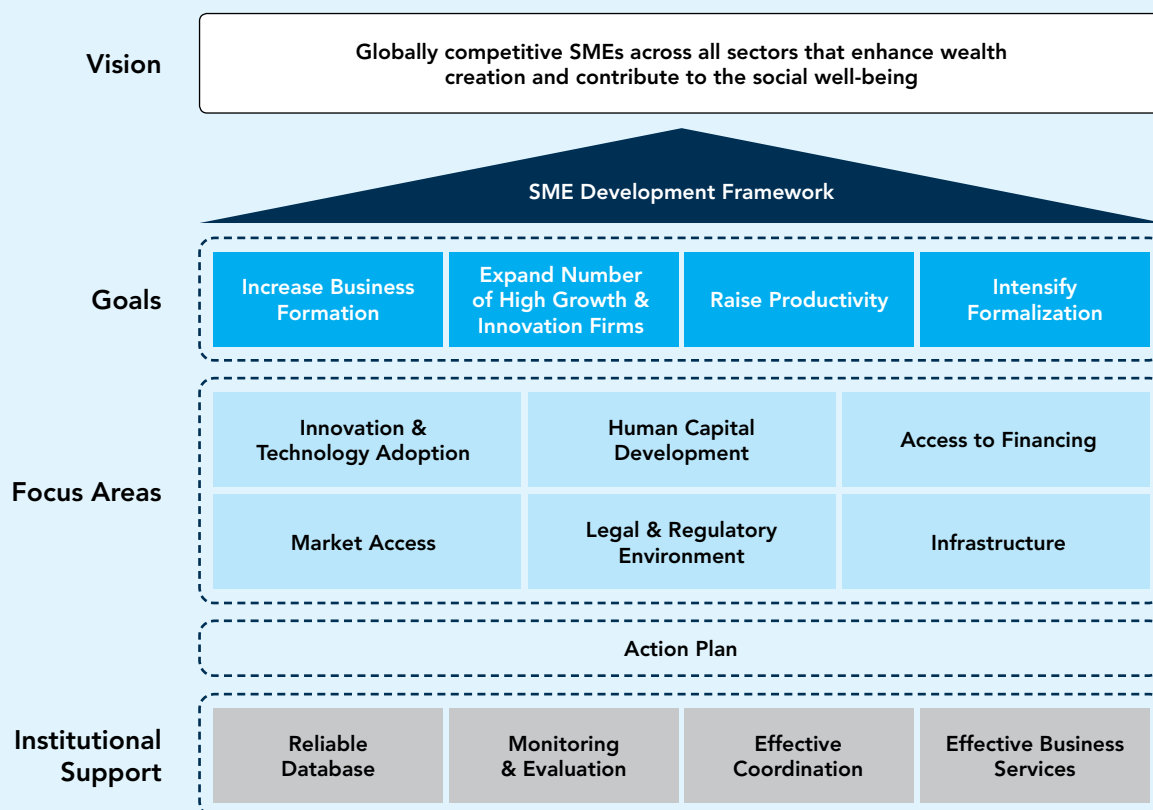 Vision
Globally competitive SMEs across all sectors that enhance wealth
creation and contribute to the social well-being
SME Development Framework
Goals
Increase Business
Formation
Expand Number
of High Growth &
Innovation Firms
Raise Productivity
Intensify
Formalization
Focus Areas
Innovation &
Technology Adoption
Human Capital
Development
Access to Financing
Market Access
Legal & Regulatory
Environment
Infrastructure
Action Plan
Institutional
Support
Reliable
Database
Monitoring
& Evaluation
Effective
Coordination
Effective Business
Services